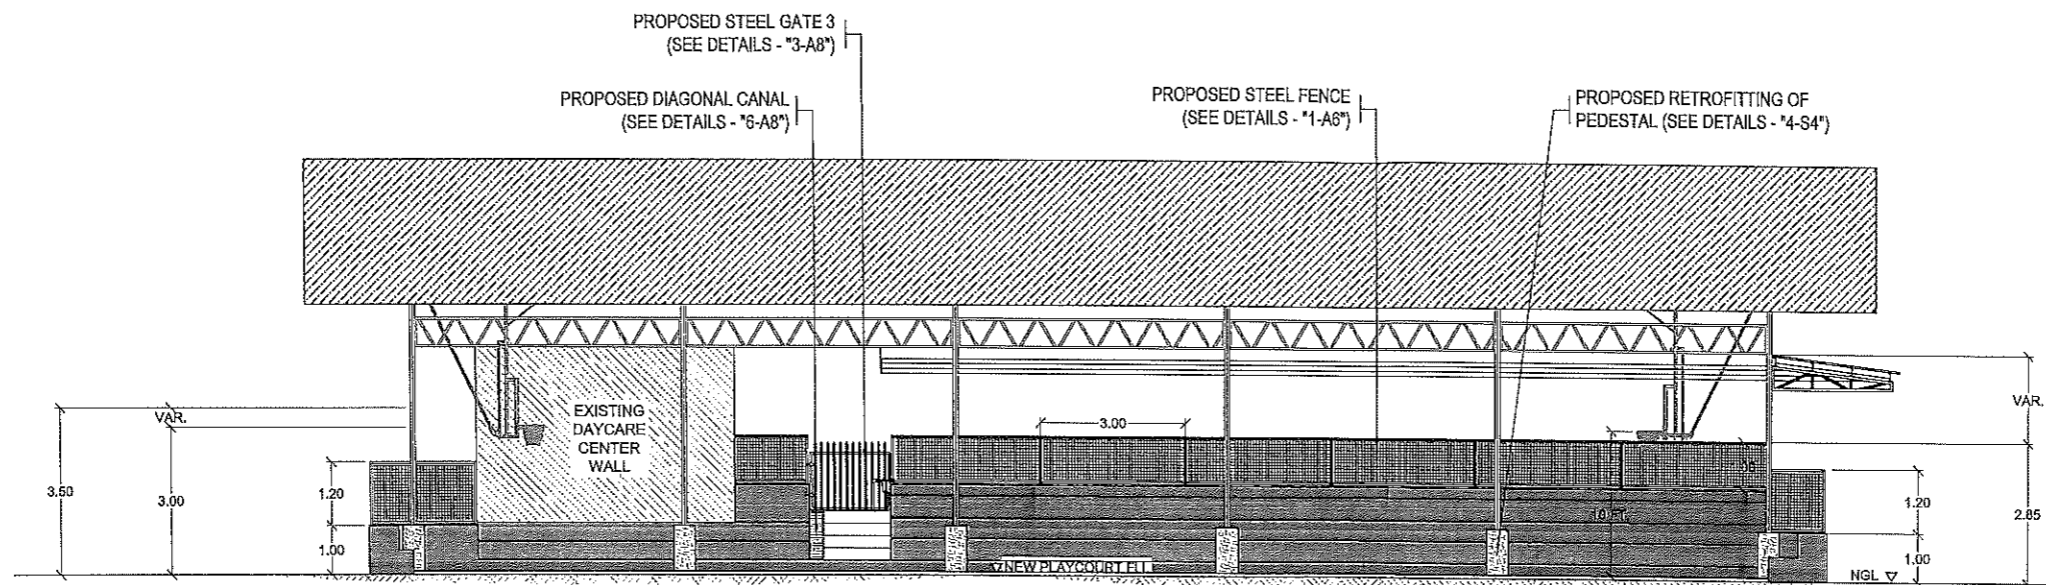 PROPOSED STEEL GATE 3
(SEE DETAILS - "3-A8")
PROPOSED DIAGONAL CANAL
(SEE DETAILS - "6-A8")
PROPOSED STEEL FENCE
(SEE DETAILS - "1-A6")
PROPOSED RETROFITTING OF
PEDESTAL (SEE DETAILS - "4-S4")
VAR.
3.50
3.00
1.20
1.00
EXISTING
DAYCARE
CENTER
WALL
3.00
VAR.
1.20
2.85
1.00
NEW PLAYCOURT
NGL